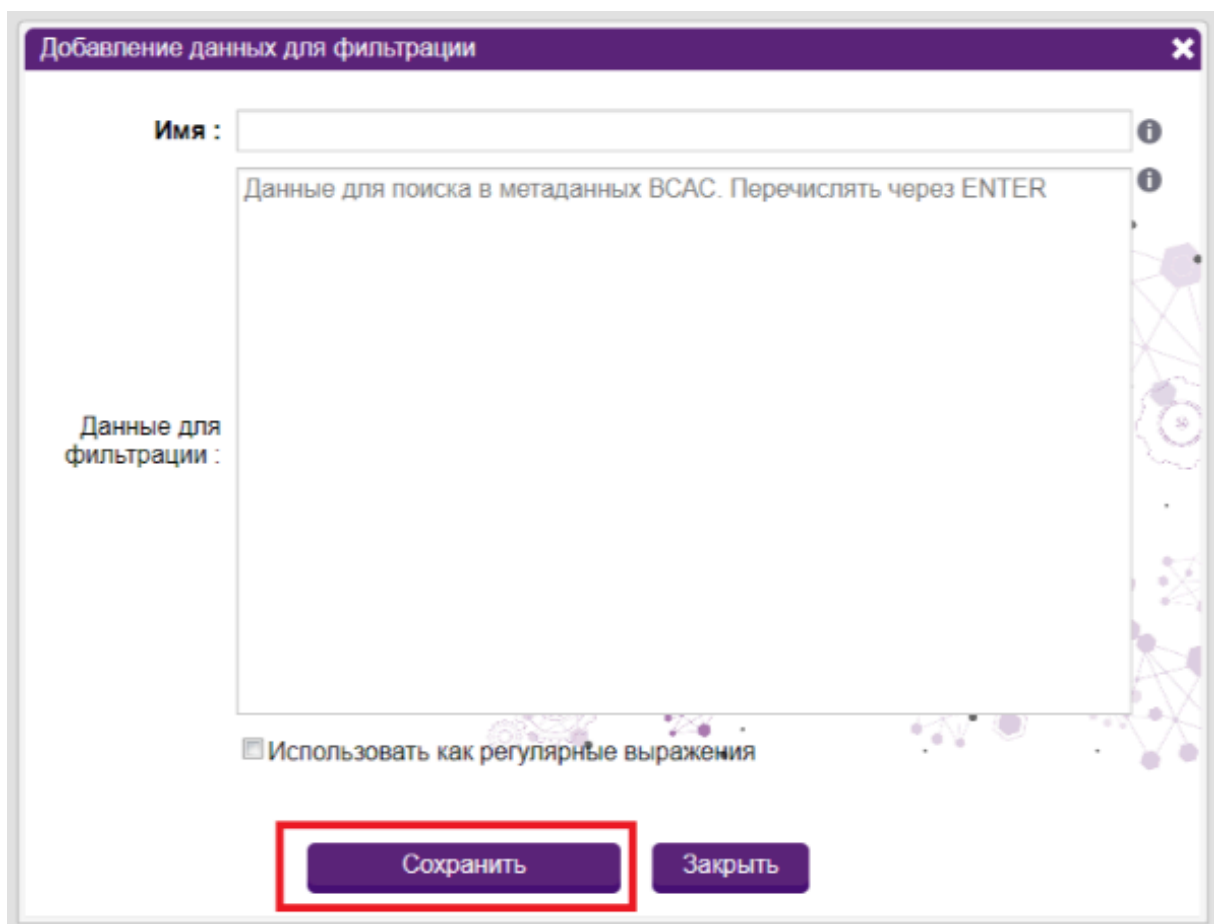 Добавление данных для фильтрации
Имя :
Данные для поиска в метаданных ВСАС. Перечислять через ENTER
Данные для
фильтрации :
Использовать как регулярные выражения
Сохранить Закрыть